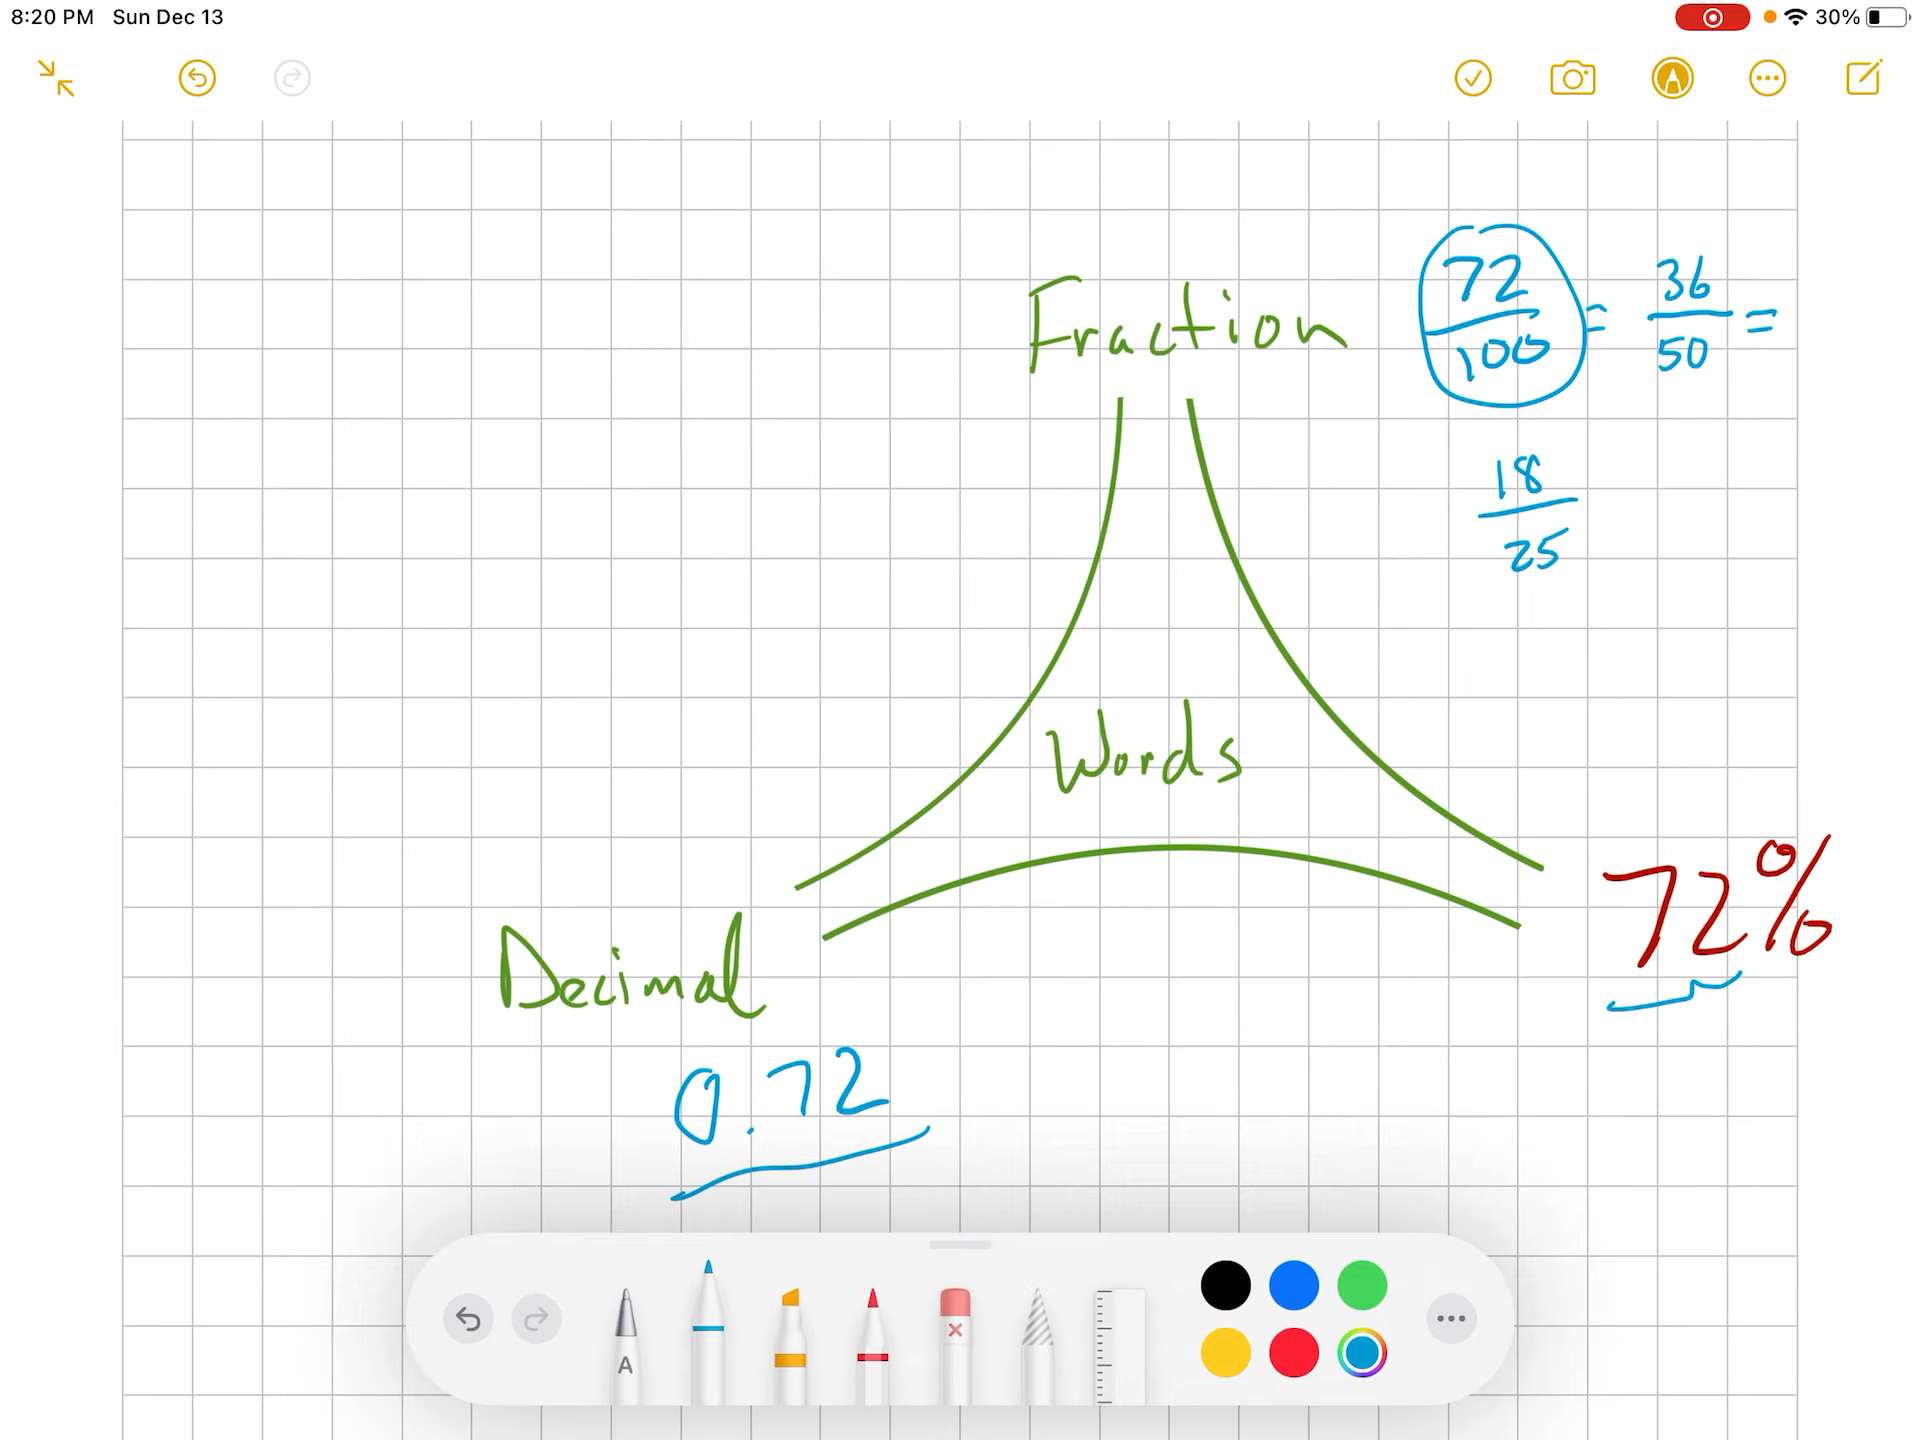 8:20 PM Sun Dec 13
30%
Fraction
72/100 = 36/50 =
18/25
Words
72%
Decimal
0.72
A